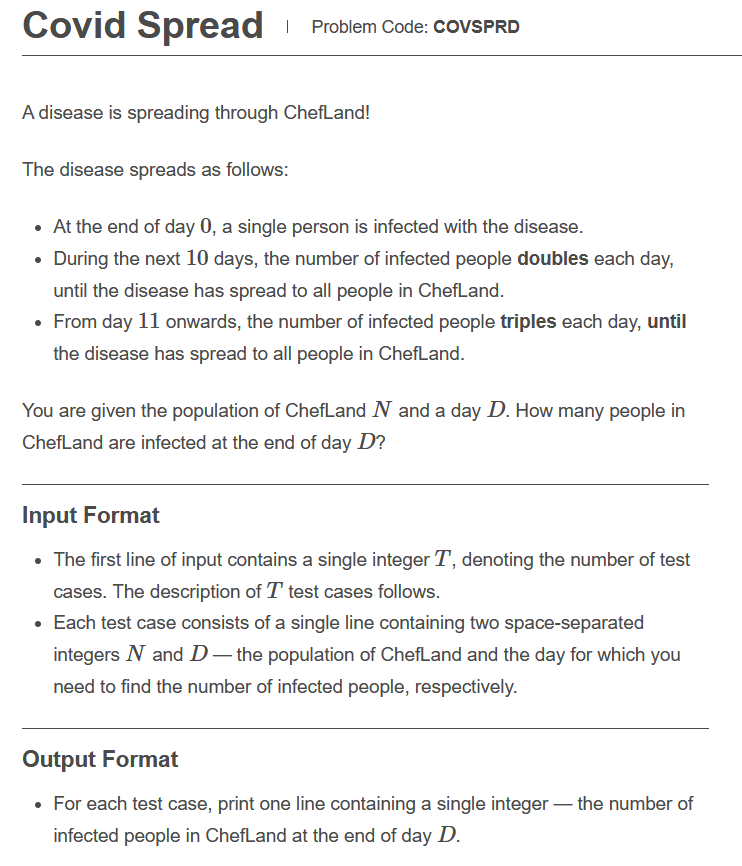 Covid Spread | Problem Code: COVSPRD
A disease is spreading through ChefLand!
The disease spreads as follows:
• At the end of day 0, a single person is infected with the disease.
• During the next 10 days, the number of infected people doubles each day,
until the disease has spread to all people in ChefLand.
• From day 11 onwards, the number of infected people triples each day, until
the disease has spread to all people in ChefLand.
You are given the population of ChefLand N and a day D. How many people in
ChefLand are infected at the end of day D?
Input Format
• The first line of input contains a single integer T, denoting the number of test
cases. The description of T test cases follows.
• Each test case consists of a single line containing two space-separated
integers N and D — the population of ChefLand and the day for which you
need to find the number of infected people, respectively.
Output Format
• For each test case, print one line containing a single integer — the number of
infected people in ChefLand at the end of day D.